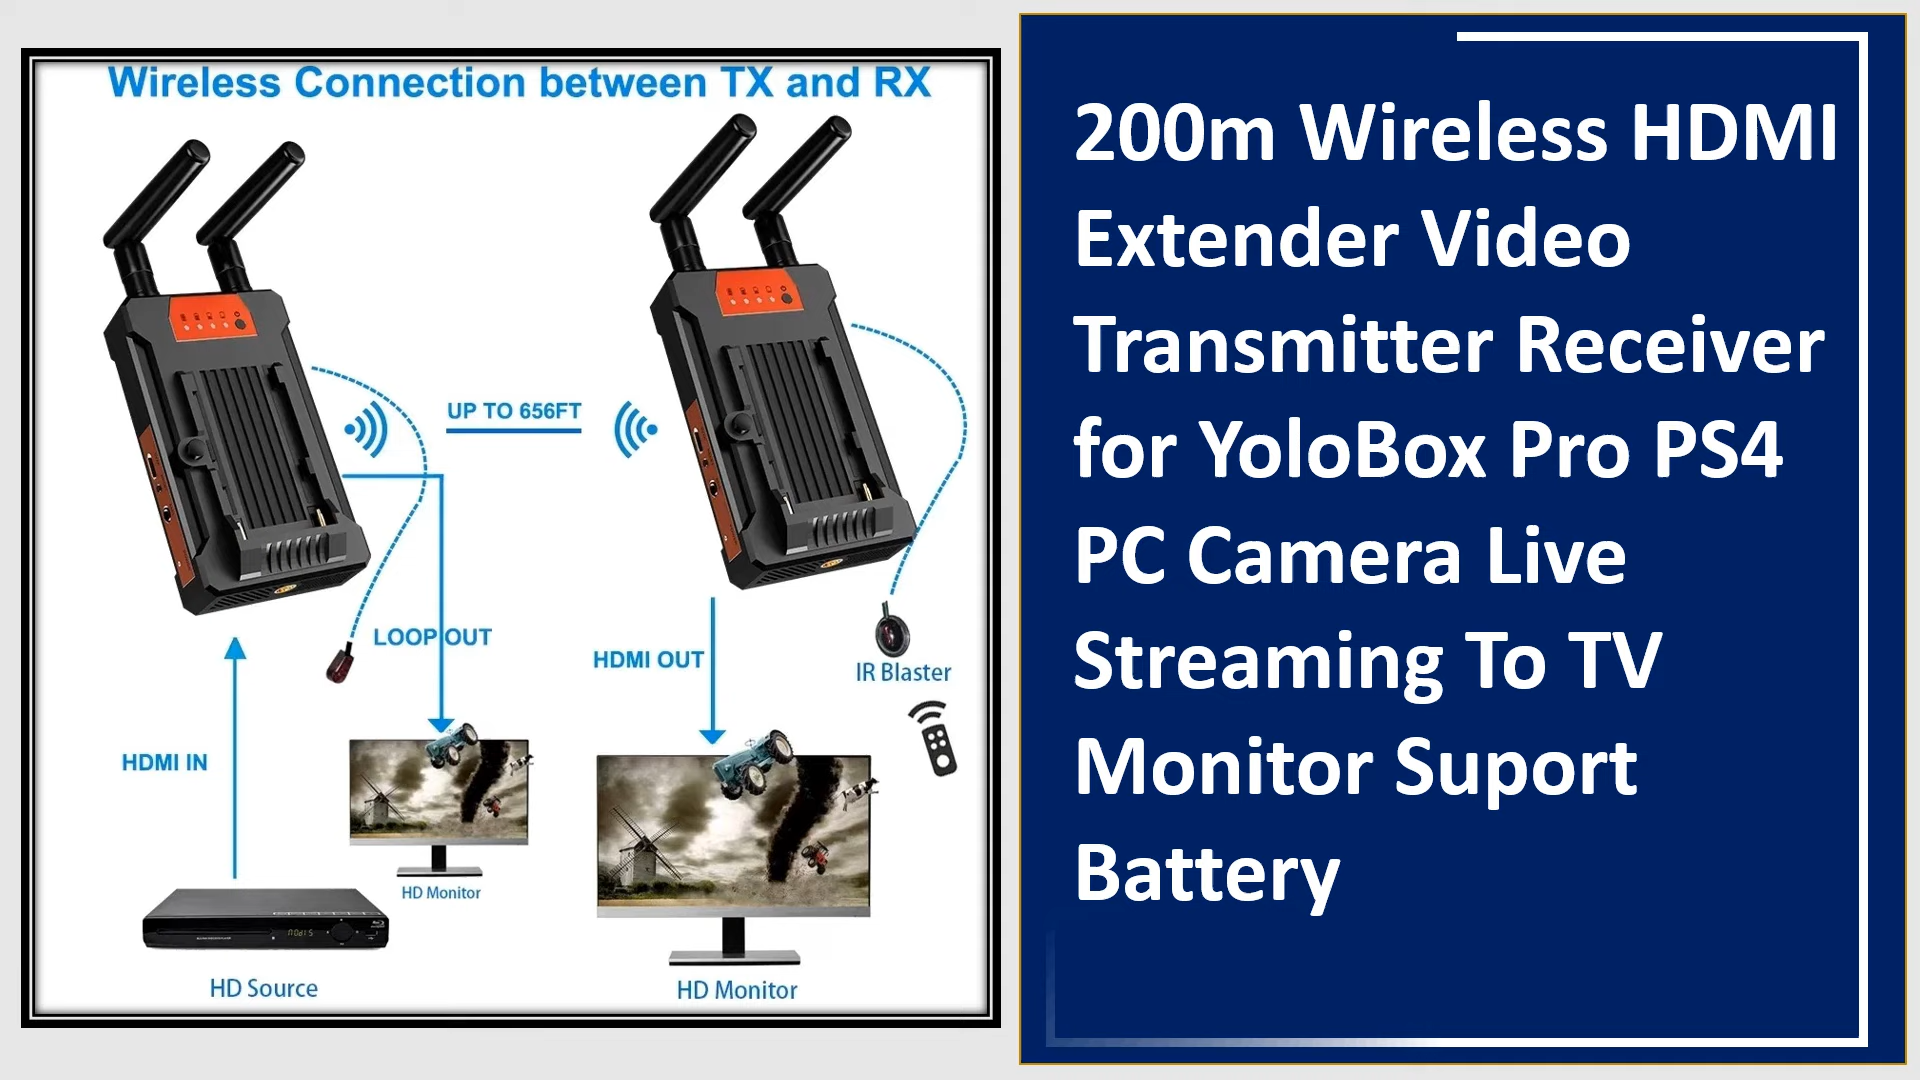 Wireless Connection between TX and RX
UP TO 656FT
LOOP OUT
HDMI OUT
IR Blaster
HDMI IN
HD Monitor
HD Source
HD Monitor
200m Wireless HDMI
Extender Video
Transmitter Receiver
for YoloBox Pro PS4
PC Camera Live
Streaming To TV
Monitor Suport
Battery